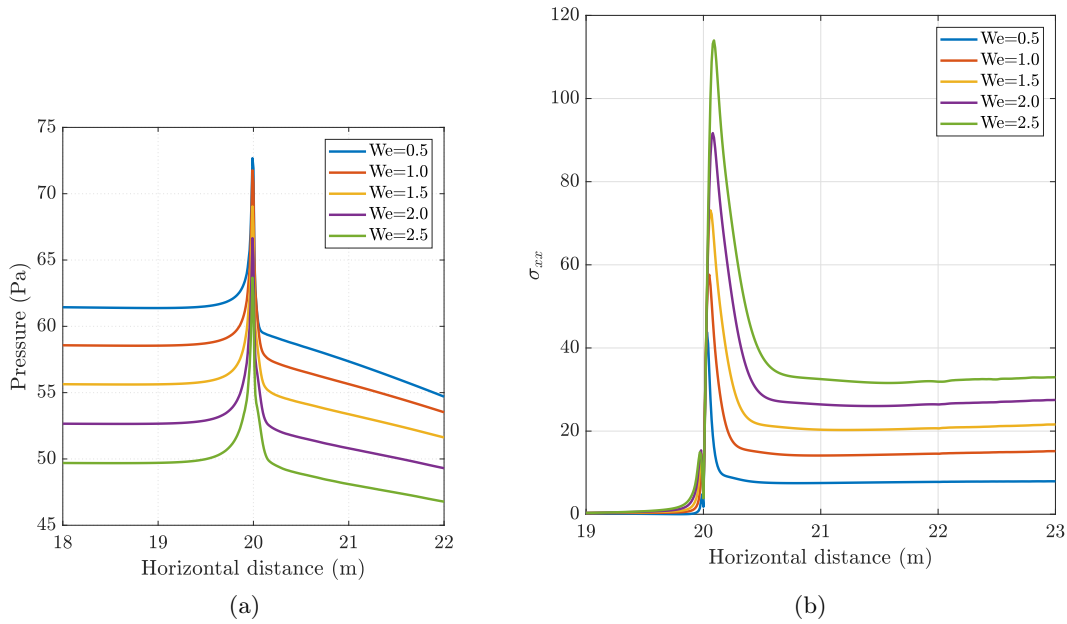 75
70
65
60
55
50
45
18
19
20
21
22
Pressure (Pa)
Horizontal distance (m)
We=0.5
We=1.0
We=1.5
We=2.0
We=2.5
(a)
120
100
80
60
40
20
0
19
20
21
22
23
σxx
Horizontal distance (m)
We=0.5
We=1.0
We=1.5
We=2.0
We=2.5
(b)